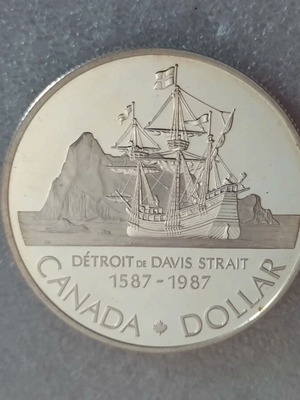 DÉTROIT DE DAVIS STRAIT
1587-1987
CANADA DOLLAR